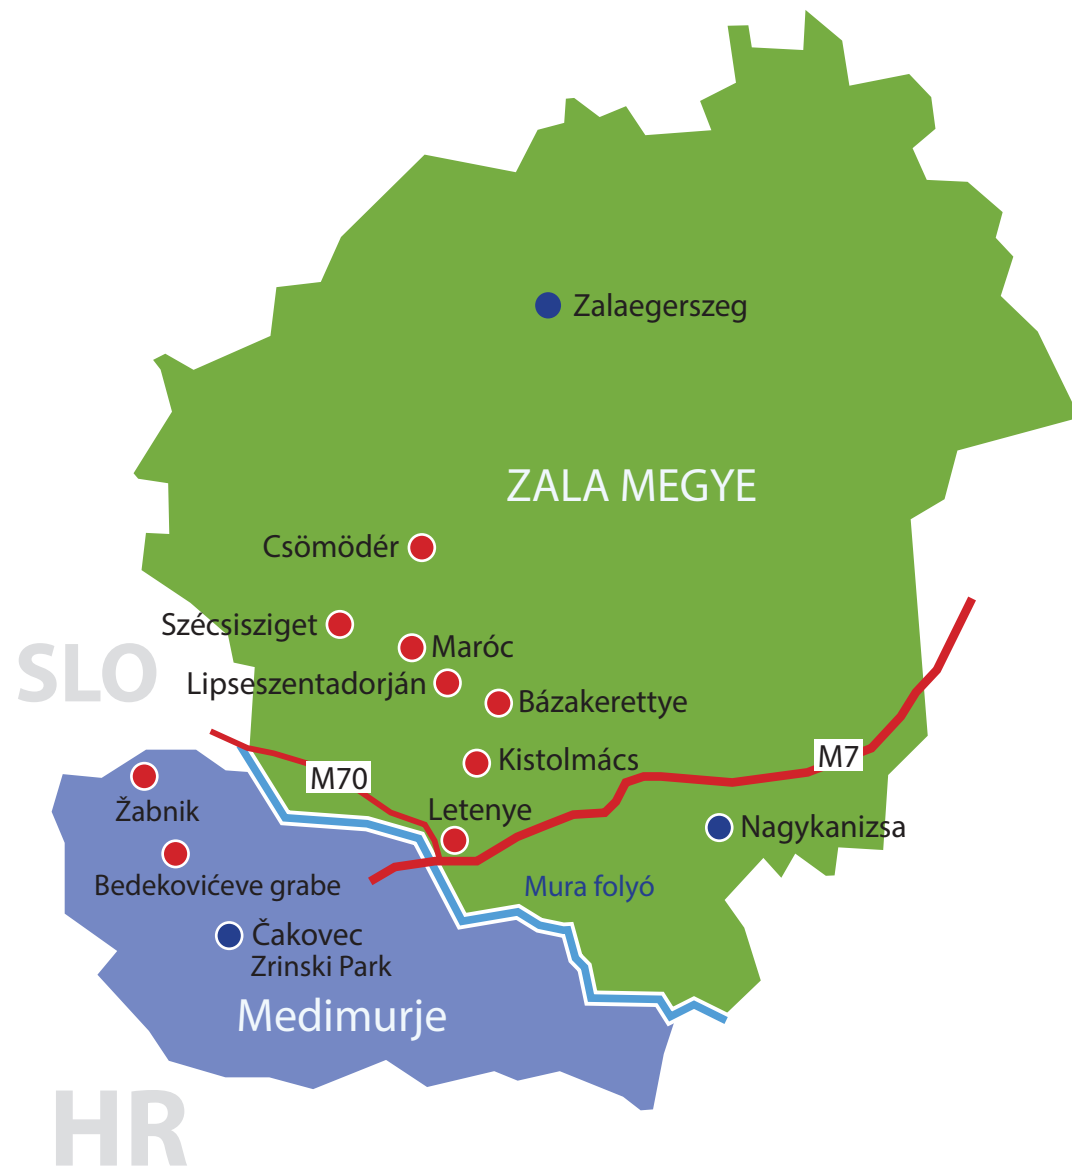 Zalaegerszeg
ZALA MEGYE
Csömödér
Szécsisziget
Maróc
SLO
Lipseszentadorján
Bázakerettye
Kistolmács
M7
M70
Žabnik
Letenye
Nagykanizsa
Bedekovićeve grabe
Mura folyó
Čakovec
Zrinski Park
Medimurje
HR